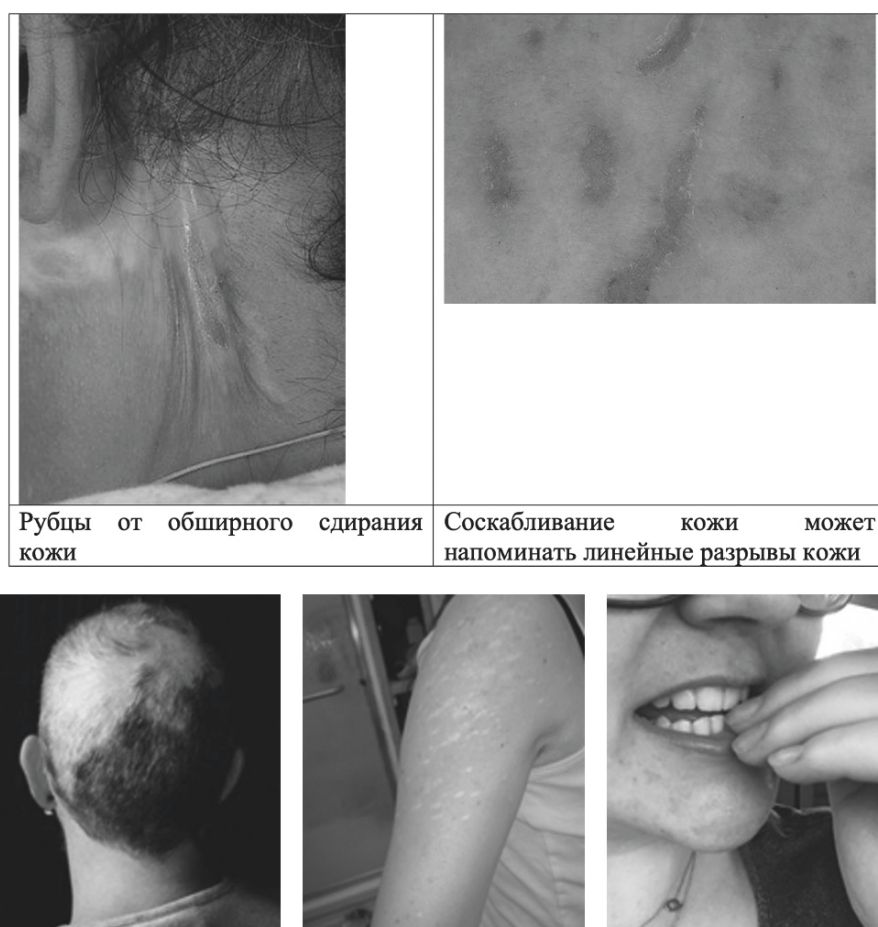 Рубцы от обширного сдирания
кожи
Соскабливание кожи может
напоминать линейные разрывы кожи